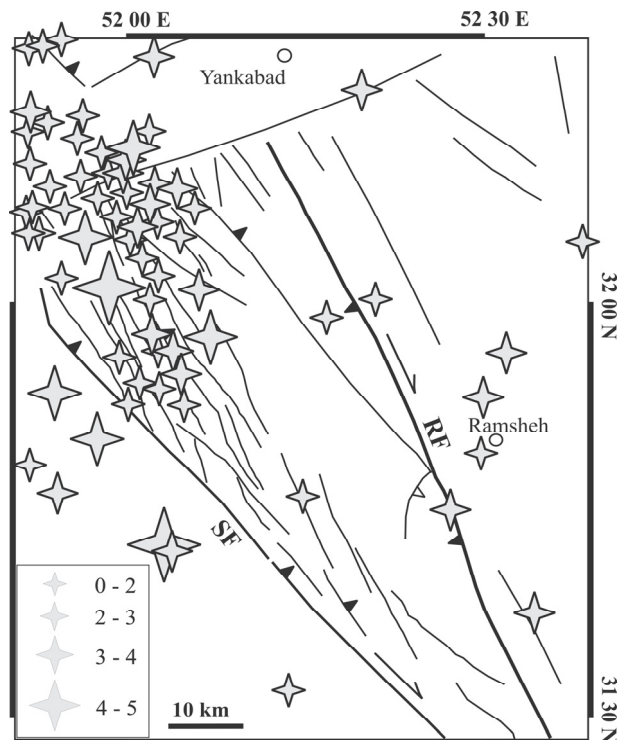 52 00 E
52 30 E
Yankabad
32 00 N
RF
Ramsheh
SF
0 - 2
2 - 3
3 - 4
4 - 5
10 km
31 30 N